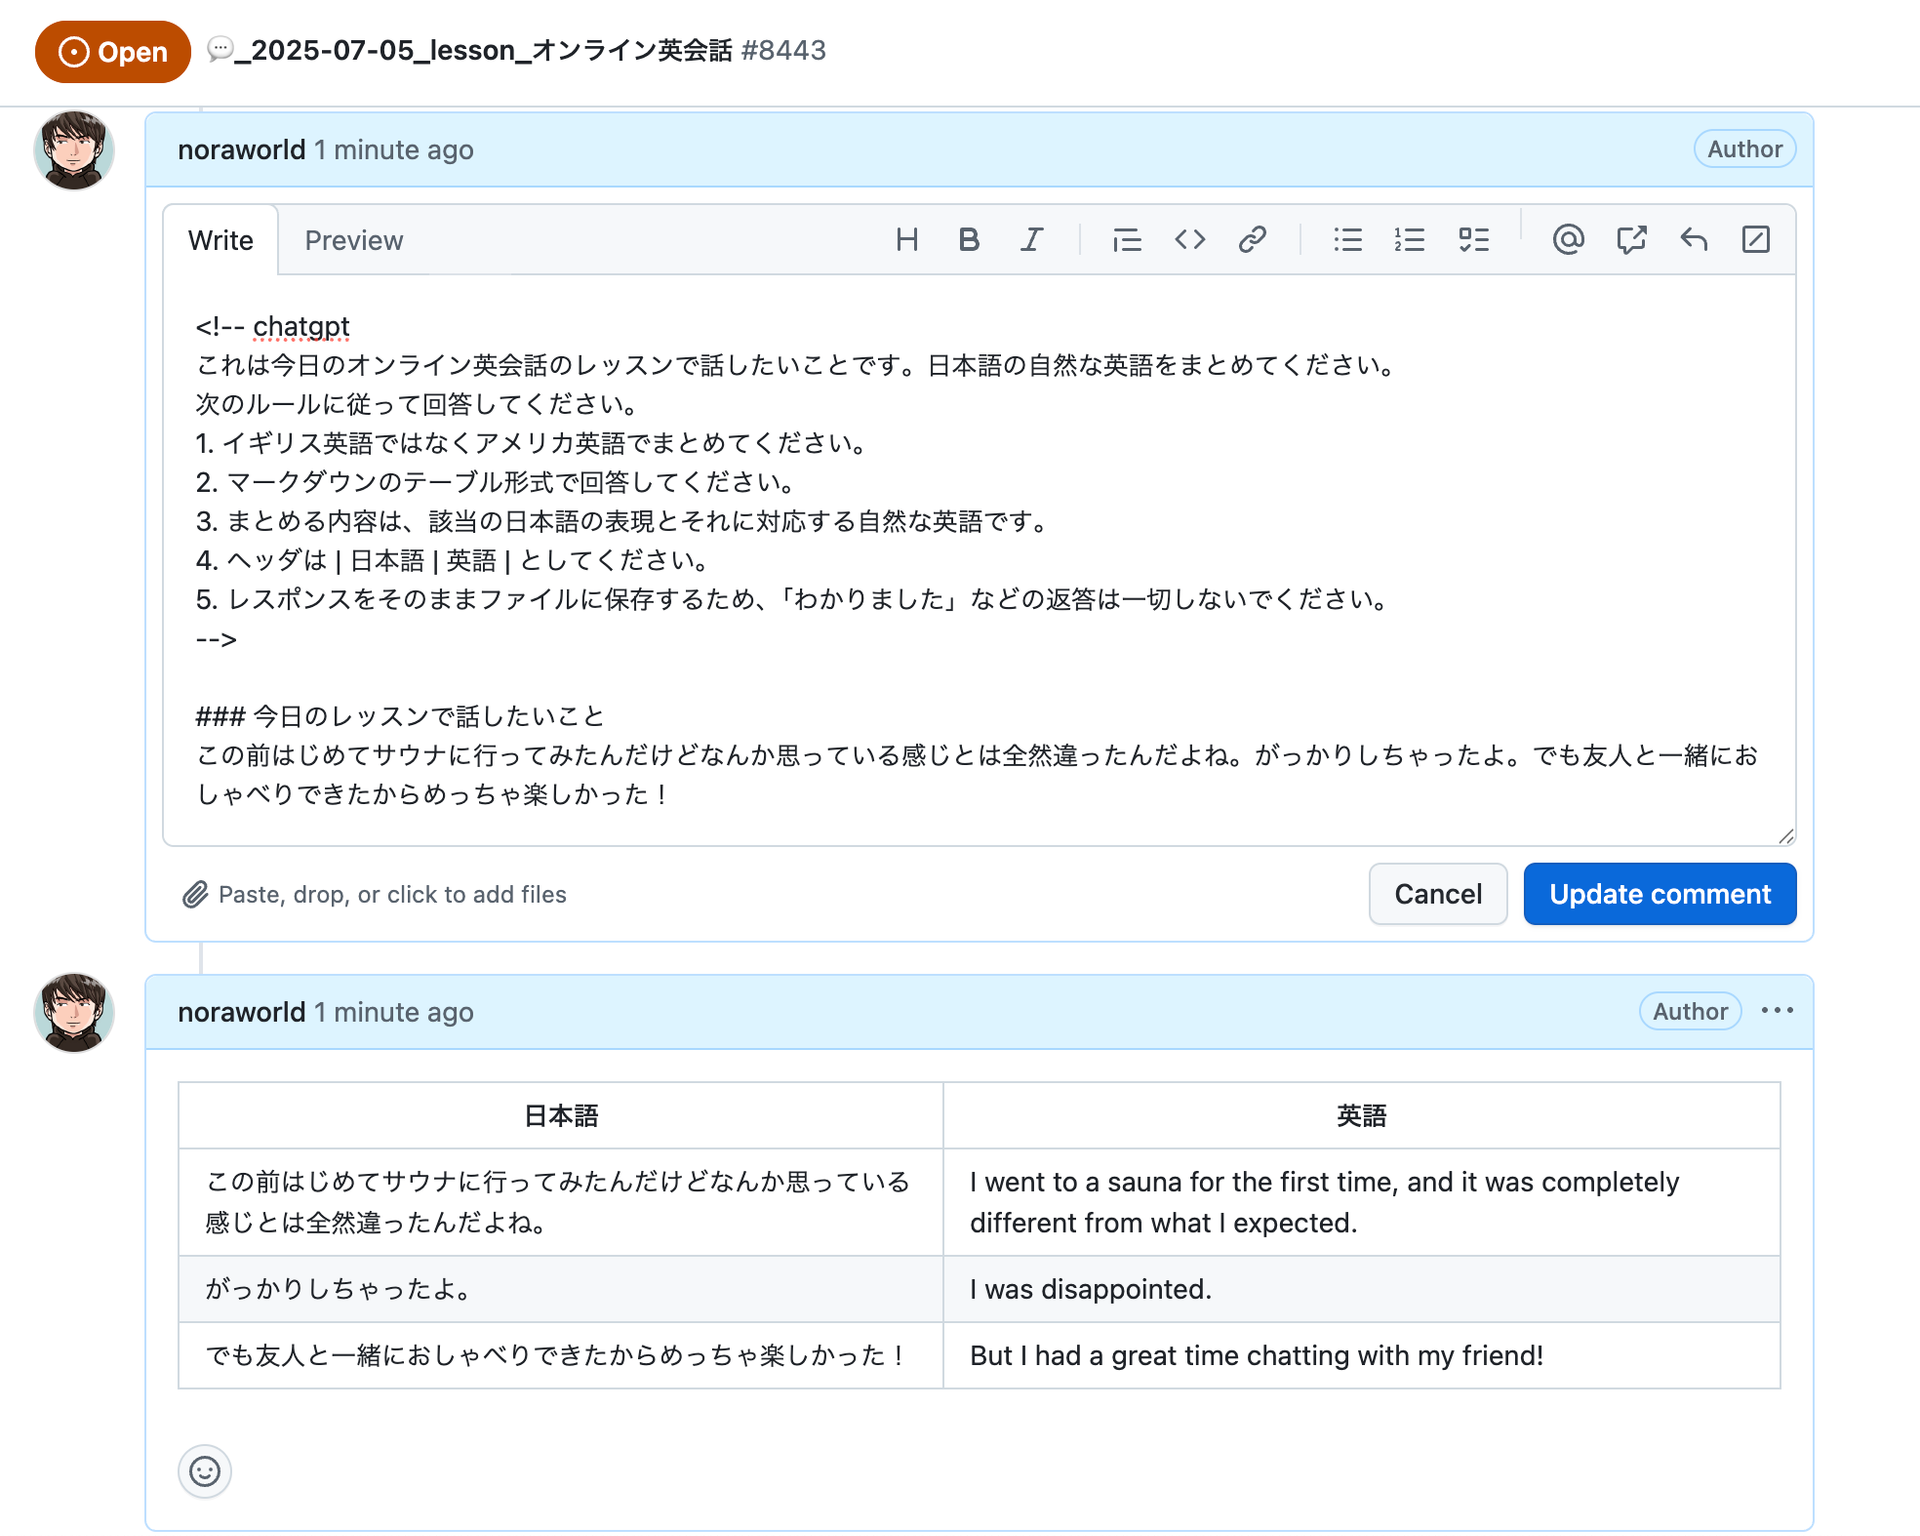 Open 💬_2025-07-05_lesson_オンライン英会話 #8443
noraworld 1 minute ago Author
Write Preview
<!-- chatgpt
これは今日のオンライン英会話のレッスンで話したいことです。日本語の自然な英語をまとめてください。
次のルールに従って回答してください。
1. イギリス英語ではなくアメリカ英語でまとめてください。
2. マークダウンのテーブル形式で回答してください。
3. まとめる内容は、該当の日本語の表現とそれに対応する自然な英語です。
4. ヘッダは | 日本語 | 英語 | としてください。
5. レスポンスをそのままファイルに保存するため、「わかりました」などの返答は一切しないでください。
-->
### 今日のレッスンで話したいこと
この前はじめてサウナに行ってみたんだけどなんか思っている感じとは全然違ったんだよね。がっかりしちゃったよ。でも友人と一緒にお
しゃべりできたからめっちゃ楽しかった！
Paste, drop, or click to add files
Cancel Update comment
noraworld 1 minute ago Author
日本語 英語
この前はじめてサウナに行ってみたんだけどなんか思っている
感じとは全然違ったんだよね。
I went to a sauna for the first time, and it was completely
different from what I expected.
がっかりしちゃったよ。
I was disappointed.
でも友人と一緒におしゃべりできたからめっちゃ楽しかった！
But I had a great time chatting with my friend!